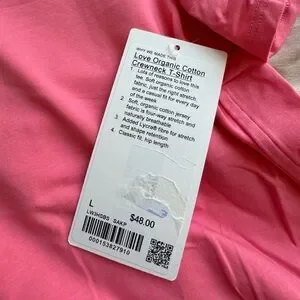 WHY WE MADE THIS
Love Organic Cotton
Crewneck T-Shirt
1. Lots of reasons to love this
tee. Soft organic cotton
fabric, just the right stretch,
and a casual fit for every day
of the week
2. Soft, organic cotton jersey
fabric is four-way stretch and
naturally breathable
3. Added Lycra® fibre for stretch
and shape retention
4. Classic fit, hip length
L
LW3HSBS SAKP
$48.00
000153827910